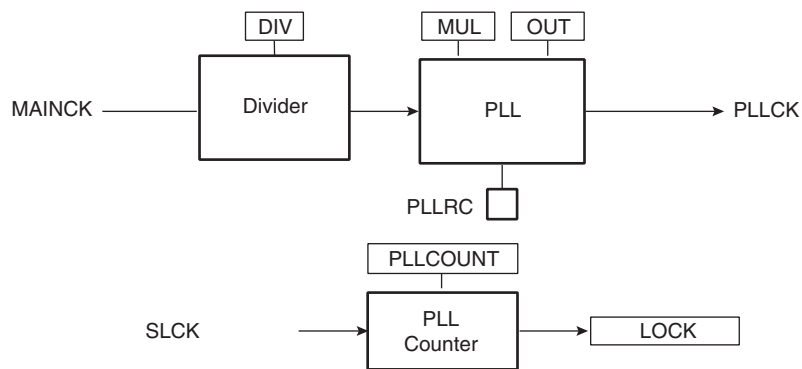 DIV
MUL
OUT
MAINCK
Divider
PLL
PLLCK
PLLRC
PLLCOUNT
SLCK
PLL
Counter
LOCK